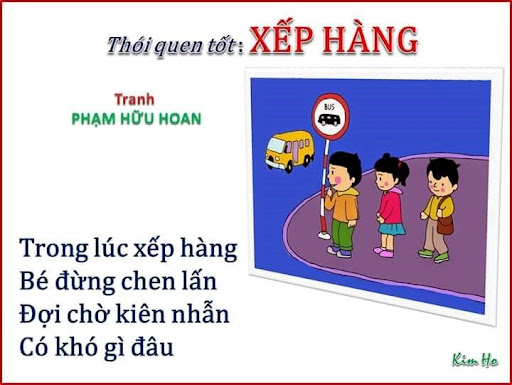 Thói quen tốt: XẾP HÀNG
Tranh
PHẠM HỮU HOAN
BUS
Trong lúc xếp hàng
Bé đừng chen lấn
Đợi chờ kiên nhẫn
Có khó gì đâu
Kim Ho